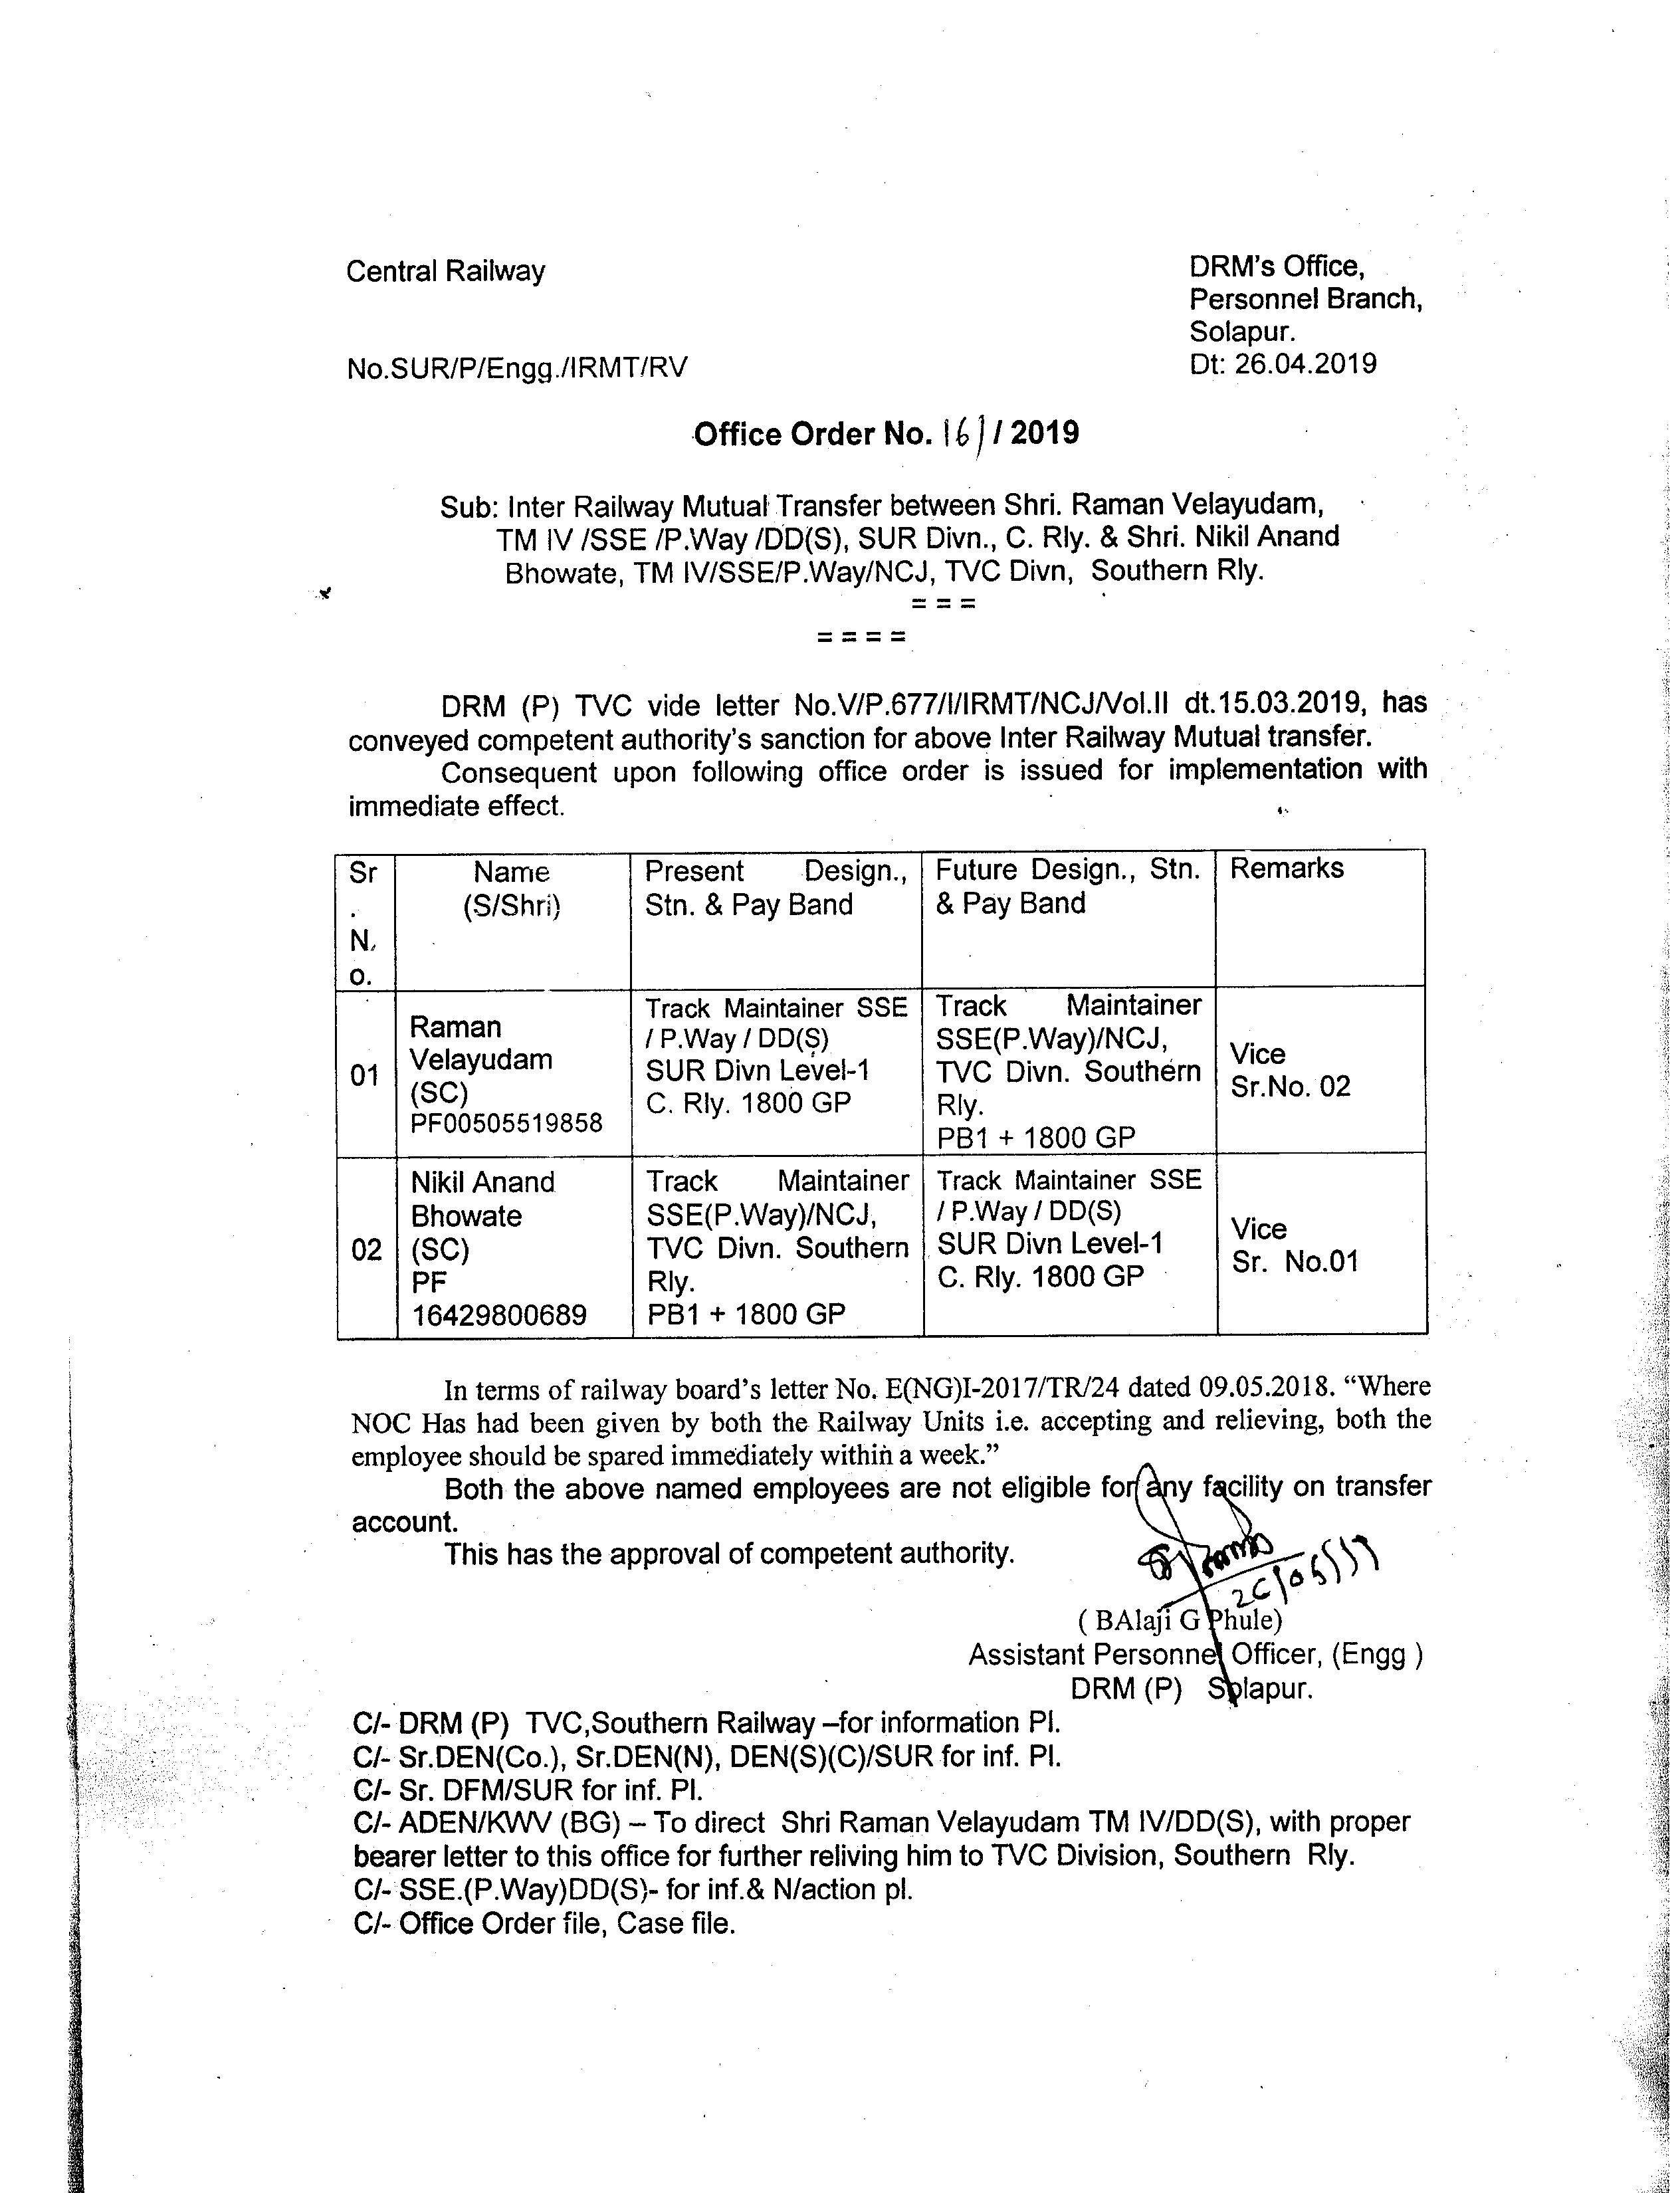 Central Railway
DRM's Office,
Personnel Branch,
Solapur.
No.SUR/P/Engg./IRMT/RV
Dt: 26.04.2019
Office Order No. 161 / 2019
Sub: Inter Railway Mutual Transfer between Shri. Raman Velayudam,
TM IV /SSE /P.Way /DD(S), SUR Divn., C. Rly. & Shri. Nikil Anand
Bhowate, TM IV/SSE/P.Way/NCJ, TVC Divn, Southern Rly.
= = =
= = = =
DRM (P) TVC vide letter No.V/P.677/I/IRMT/NCJ/Vol.II dt.15.03.2019, has
conveyed competent authority's sanction for above Inter Railway Mutual transfer.
Consequent upon following office order is issued for implementation with
immediate effect.
Sr
.
N.
o.
Name
(S/Shri)
Present Design.,
Stn. & Pay Band
Future Design., Stn.
& Pay Band
Remarks
01
Raman
Velayudam
(SC)
PF00505519858
Track Maintainer SSE
/ P.Way / DD(S)
SUR Divn Level-1
C. Rly. 1800 GP
Track Maintainer
SSE(P.Way)/NCJ,
TVC Divn. Southern
Rly.
PB1 + 1800 GP
Vice
Sr.No. 02
02
Nikil Anand
Bhowate
(SC)
PF
16429800689
Track Maintainer
SSE(P.Way)/NCJ,
TVC Divn. Southern
Rly.
PB1 + 1800 GP
Track Maintainer SSE
/ P.Way / DD(S)
SUR Divn Level-1
C. Rly. 1800 GP
Vice
Sr. No.01
In terms of railway board's letter No. E(NG)I-2017/TR/24 dated 09.05.2018. “Where
NOC Has had been given by both the Railway Units i.e. accepting and relieving, both the
employee should be spared immediately within a week.”
Both the above named employees are not eligible for any facility on transfer
account.
This has the approval of competent authority.
( BAlaji G Phule)
Assistant Personnel Officer, (Engg )
DRM (P) Solapur.
C/- DRM (P) TVC,Southern Railway –for information Pl.
C/- Sr.DEN(Co.), Sr.DEN(N), DEN(S)(C)/SUR for inf. Pl.
C/- Sr. DFM/SUR for inf. Pl.
C/- ADEN/KWV (BG) – To direct Shri Raman Velayudam TM IV/DD(S), with proper
bearer letter to this office for further reliving him to TVC Division, Southern Rly.
C/- SSE.(P.Way)DD(S)- for inf.& N/action pl.
C/- Office Order file, Case file.